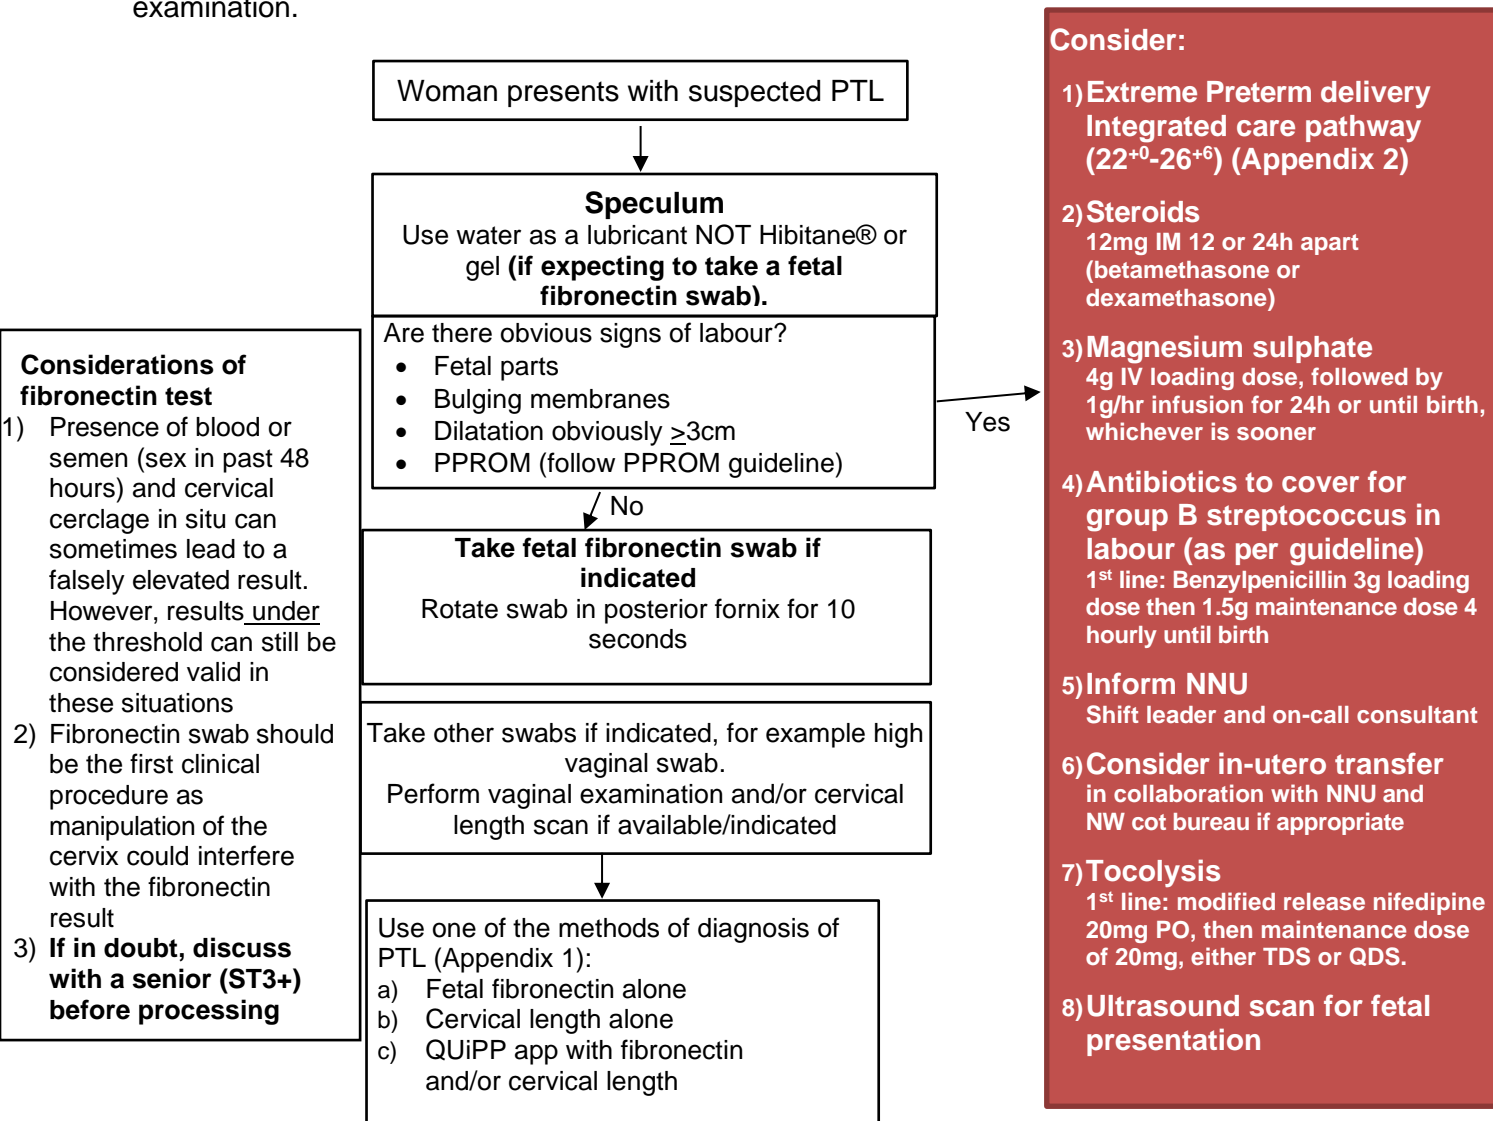 examination.
Woman presents with suspected PTL
Speculum
Use water as a lubricant NOT Hibitane® or
gel (if expecting to take a fetal
fibronectin swab).
Are there obvious signs of labour?
• Fetal parts
• Bulging membranes
• Dilatation obviously >3cm
• PPROM (follow PPROM guideline)
Yes
No
Take fetal fibronectin swab if
indicated
Rotate swab in posterior fornix for 10
seconds
Take other swabs if indicated, for example high
vaginal swab.
Perform vaginal examination and/or cervical
length scan if available/indicated
Use one of the methods of diagnosis of
PTL (Appendix 1):
a) Fetal fibronectin alone
b) Cervical length alone
c) QUiPP app with fibronectin
and/or cervical length
Considerations of
fibronectin test
1) Presence of blood or
semen (sex in past 48
hours) and cervical
cerclage in situ can
sometimes lead to a
falsely elevated result.
However, results under
the threshold can still be
considered valid in
these situations
2) Fibronectin swab should
be the first clinical
procedure as
manipulation of the
cervix could interfere
with the fibronectin
result
3) If in doubt, discuss
with a senior (ST3+)
before processing
Consider:
1) Extreme Preterm delivery
Integrated care pathway
(22+0-26+6) (Appendix 2)
2) Steroids
12mg IM 12 or 24h apart
(betamethasone or
dexamethasone)
3) Magnesium sulphate
4g IV loading dose, followed by
1g/hr infusion for 24h or until birth,
whichever is sooner
4) Antibiotics to cover for
group B streptococcus in
labour (as per guideline)
1st line: Benzylpenicillin 3g loading
dose then 1.5g maintenance dose 4
hourly until birth
5) Inform NNU
Shift leader and on-call consultant
6) Consider in-utero transfer
in collaboration with NNU and
NW cot bureau if appropriate
7) Tocolysis
1st line: modified release nifedipine
20mg PO, then maintenance dose
of 20mg, either TDS or QDS.
8) Ultrasound scan for fetal
presentation